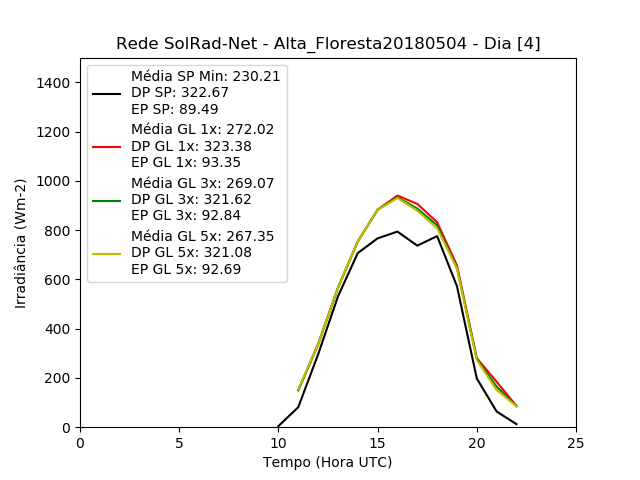 Rede SolRad-Net - Alta_Floresta20180504 - Dia [4]
Irradiância (Wm-2)
1400
1200
1000
800
600
400
200
0
Média SP Min: 230.21
DP SP: 322.67
EP SP: 89.49
Média GL 1x: 272.02
DP GL 1x: 323.38
EP GL 1x: 93.35
Média GL 3x: 269.07
DP GL 3x: 321.62
EP GL 3x: 92.84
Média GL 5x: 267.35
DP GL 5x: 321.08
EP GL 5x: 92.69
0 5 10 15 20 25
Tempo (Hora UTC)